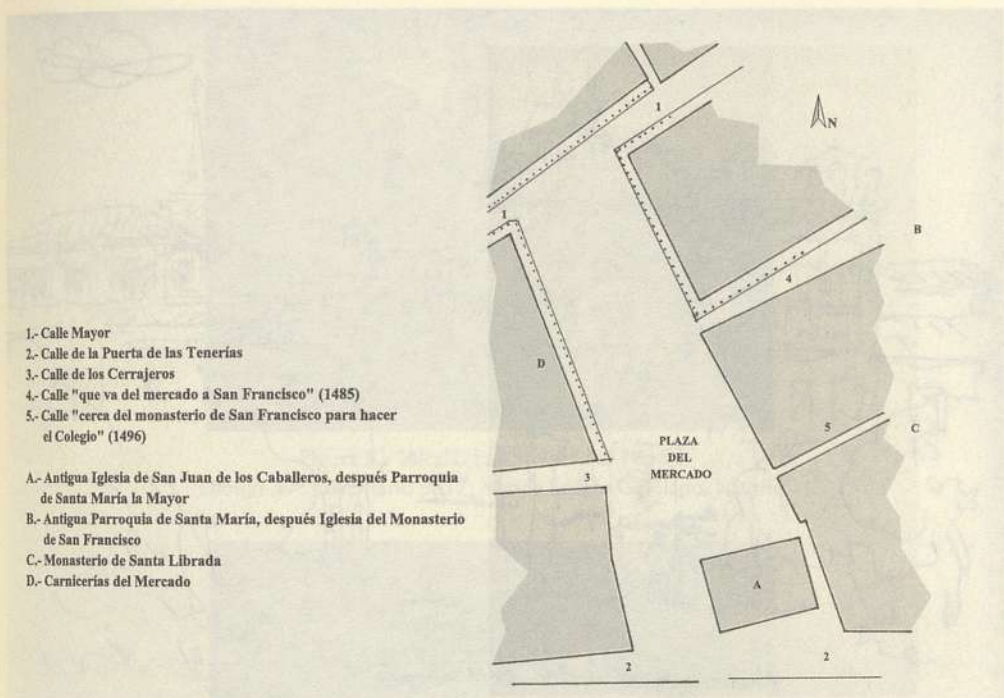 1
N
1
B
4
1.- Calle Mayor
2.- Calle de la Puerta de las Tenerías
3.- Calle de los Cerrajeros
4.- Calle "que va del mercado a San Francisco" (1485)
5.- Calle "cerca del monasterio de San Francisco para hacer
el Colegio" (1496)
A.- Antigua Iglesia de San Juan de los Caballeros, después Parroquia
de Santa María la Mayor
B.- Antigua Parroquia de Santa María, después Iglesia del Monasterio
de San Francisco
C.- Monasterio de Santa Librada
D.- Carnicerías del Mercado
D
5
C
PLAZA
DEL
MERCADO
3
A
2
2